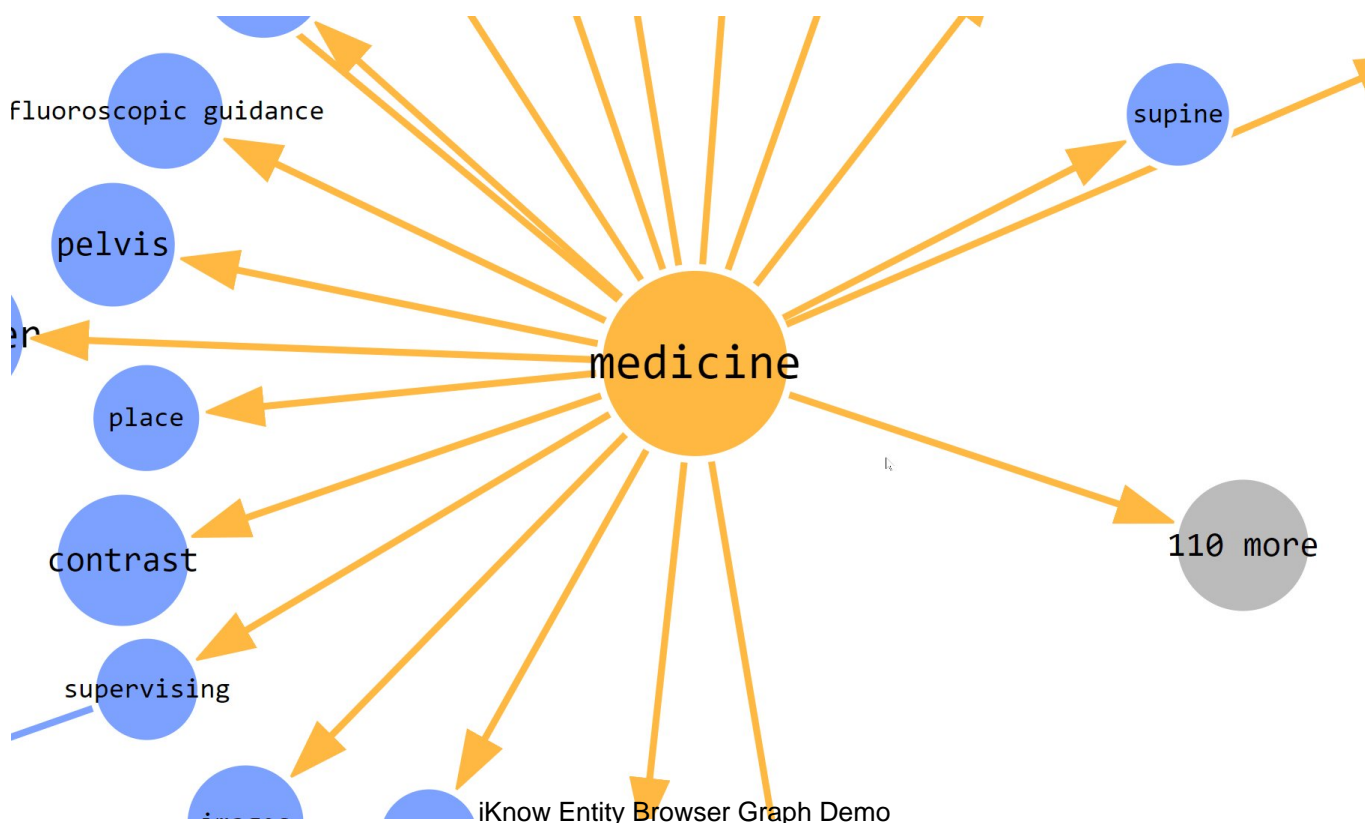 fluoroscopic guidance
supine
pelvis
medicine
place
110 more
contrast
supervising
iKnow Entity Browser Graph Demo